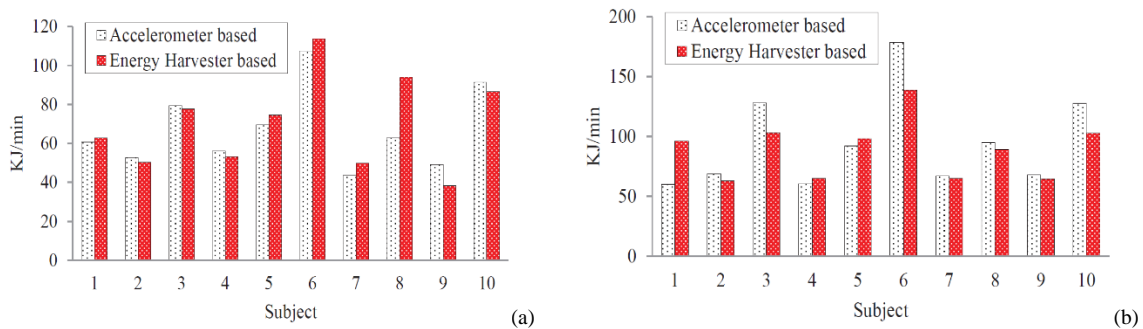 120
100
80
60
40
20
0
KJ/min
Accelerometer based
Energy Harvester based
1 2 3 4 5 6 7 8 9 10
Subject
(a)
200
150
100
50
0
KJ/min
Accelerometer based
Energy Harvester based
1 2 3 4 5 6 7 8 9 10
Subject
(b)